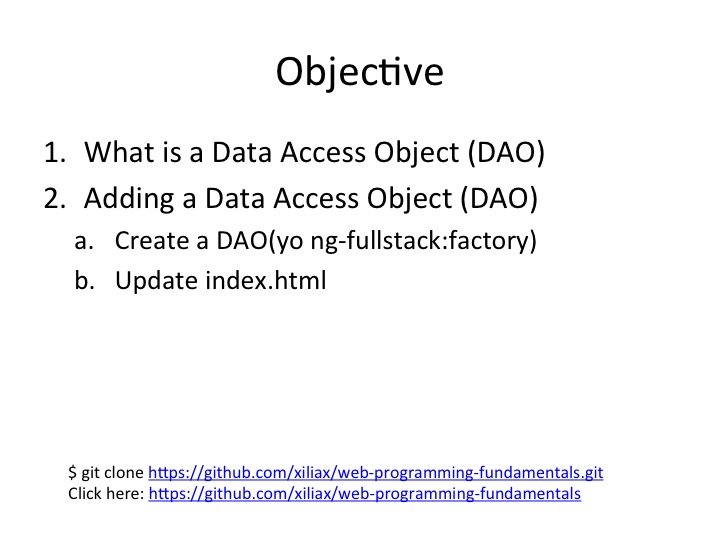 Objective
1. What is a Data Access Object (DAO)
2. Adding a Data Access Object (DAO)
a. Create a DAO(yo ng-fullstack:factory)
b. Update index.html
$ git clone https://github.com/xiliax/web-programming-fundamentals.git
Click here: https://github.com/xiliax/web-programming-fundamentals